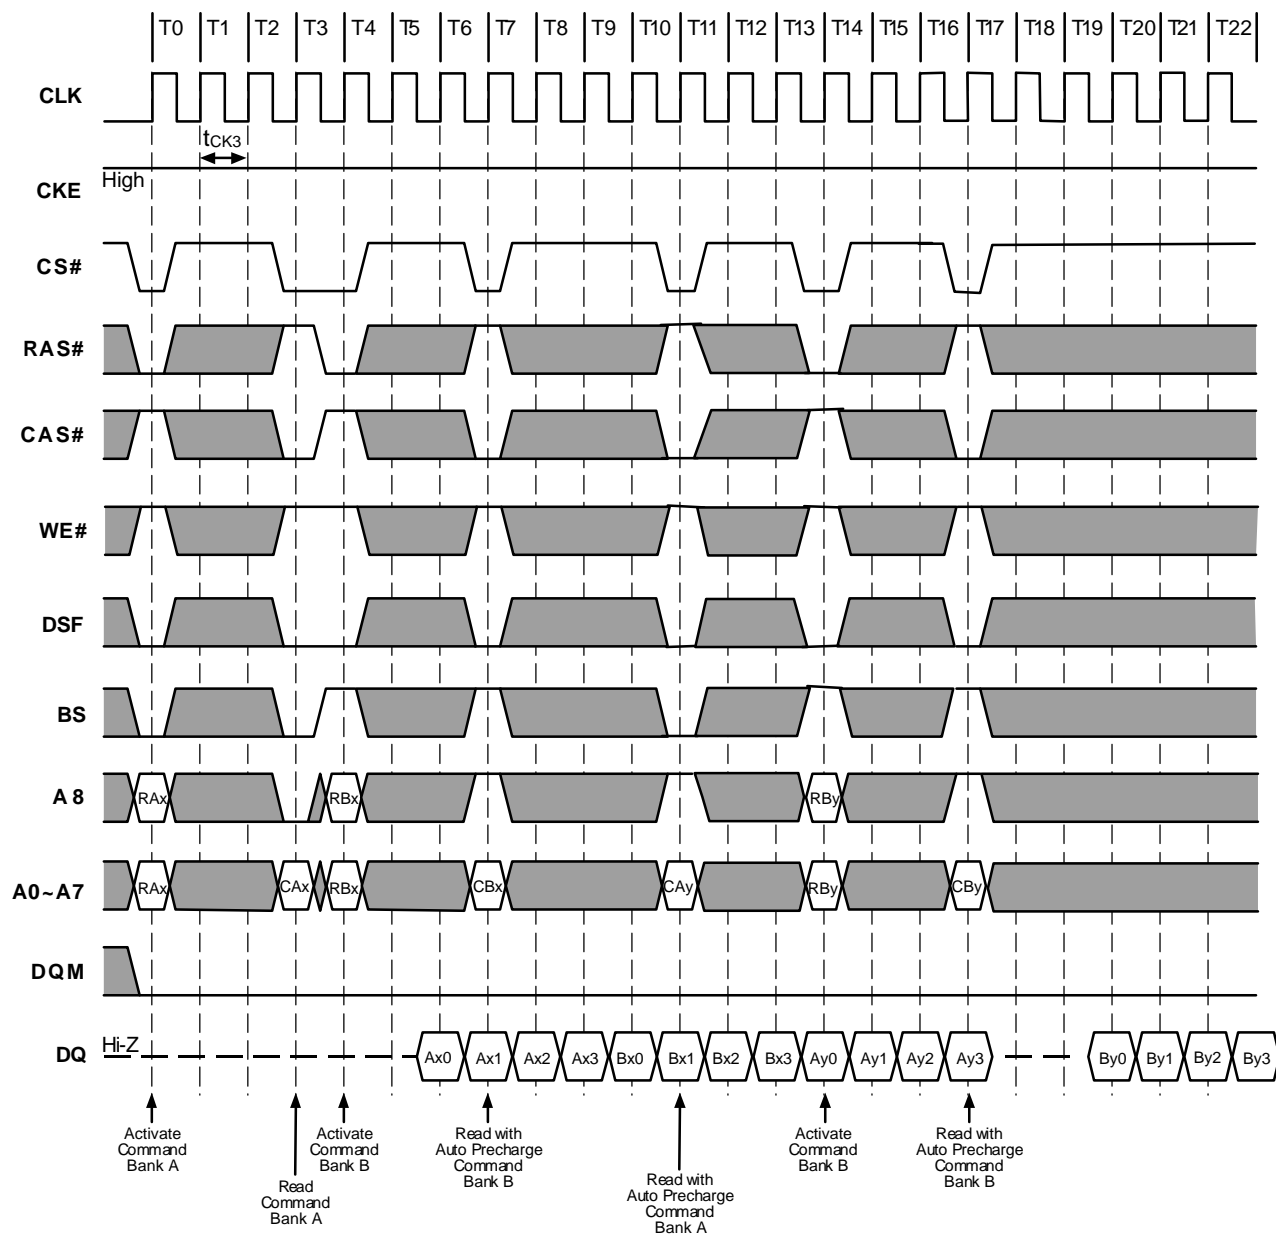 T0 T1 T2 T3 T4 T5 T6 T7 T8 T9 T10 T11 T12 T13 T14 T15 T16 T17 T18 T19 T20 T21 T22
CLK
tCK3
High
CKE
CS#
RAS#
CAS#
WE#
DSF
BS
A8 RAx RBx RBy
A0~A7 RAx CAx RBx CBx CAy RBy CBy
DQM
Hi-Z
DQ Ax0 Ax1 Ax2 Ax3 Bx0 Bx1 Bx2 Bx3 Ay0 Ay1 Ay2 Ay3 By0 By1 By2 By3
Activate
Command
Bank A
Read
Command
Bank A
Activate
Command
Bank B
Read with
Auto Precharge
Command
Bank B
Read with
Auto Precharge
Command
Bank A
Activate
Command
Bank B
Read with
Auto Precharge
Command
Bank B